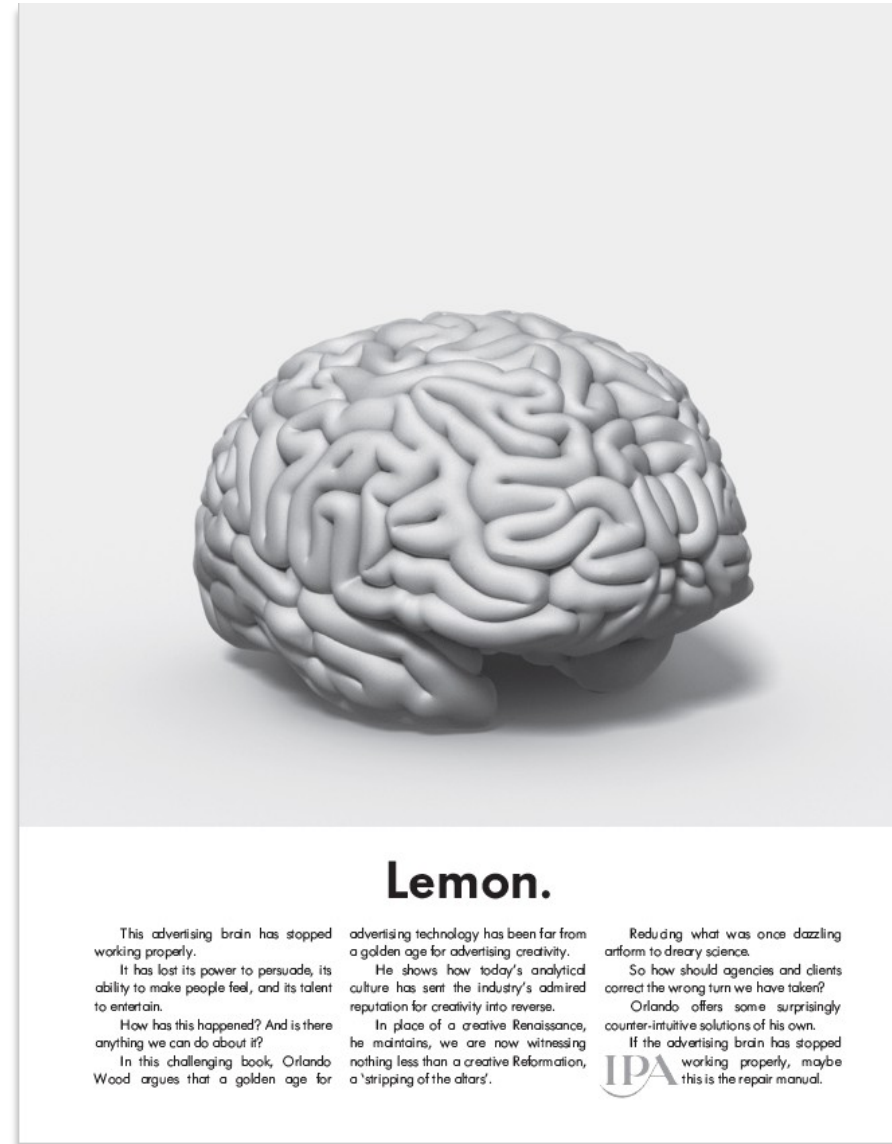 Lemon.
This advertising brain has stopped
working properly.
It has lost its power to persuade, its
ability to make people feel, and its talent
to entertain.
How has this happened? And is there
anything we can do about it?
In this challenging book, Orlando
Wood argues that a golden age for
advertising technology has been far from
a golden age for advertising creativity.
He shows how today's analytical
culture has sent the industry's admired
reputation for creativity into reverse.
In place of a creative Renaissance,
he maintains, we are now witnessing
nothing less than a creative Reformation,
a 'stripping of the altars'.
Reducing what was once dazzling
artform to dreary science.
So how should agencies and clients
correct the wrong turn we have taken?
Orlando offers some surprisingly
counter-intuitive solutions of his own.
If the advertising brain has stopped
working properly, maybe
this is the repair manual.
IPA